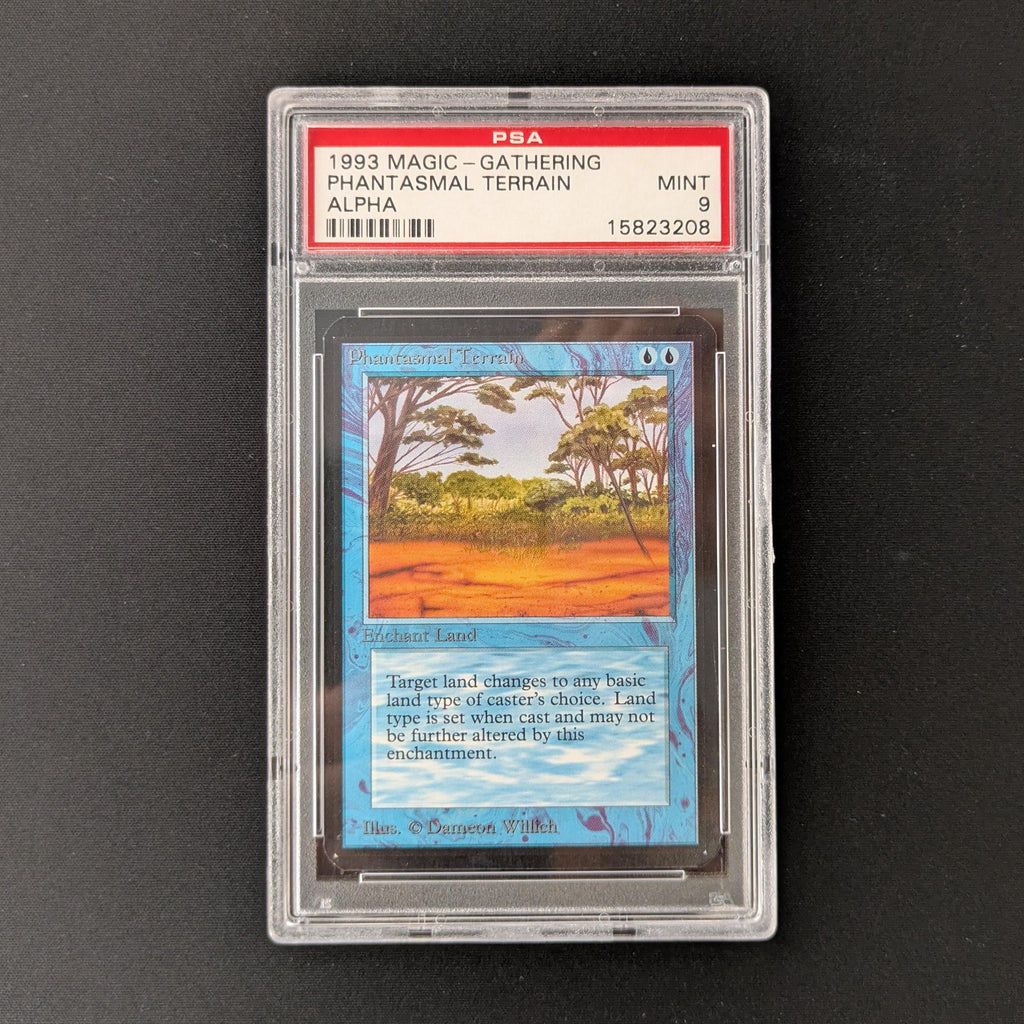 PSA
1993 MAGIC – GATHERING
PHANTASMAL TERRAIN MINT
ALPHA 9
15823208
Phantasmal Terrain
Enchant Land
Target land changes to any basic
land type of caster's choice. Land
type is set when cast and may not
be further altered by this
enchantment.
Illus. © Dameon Willich